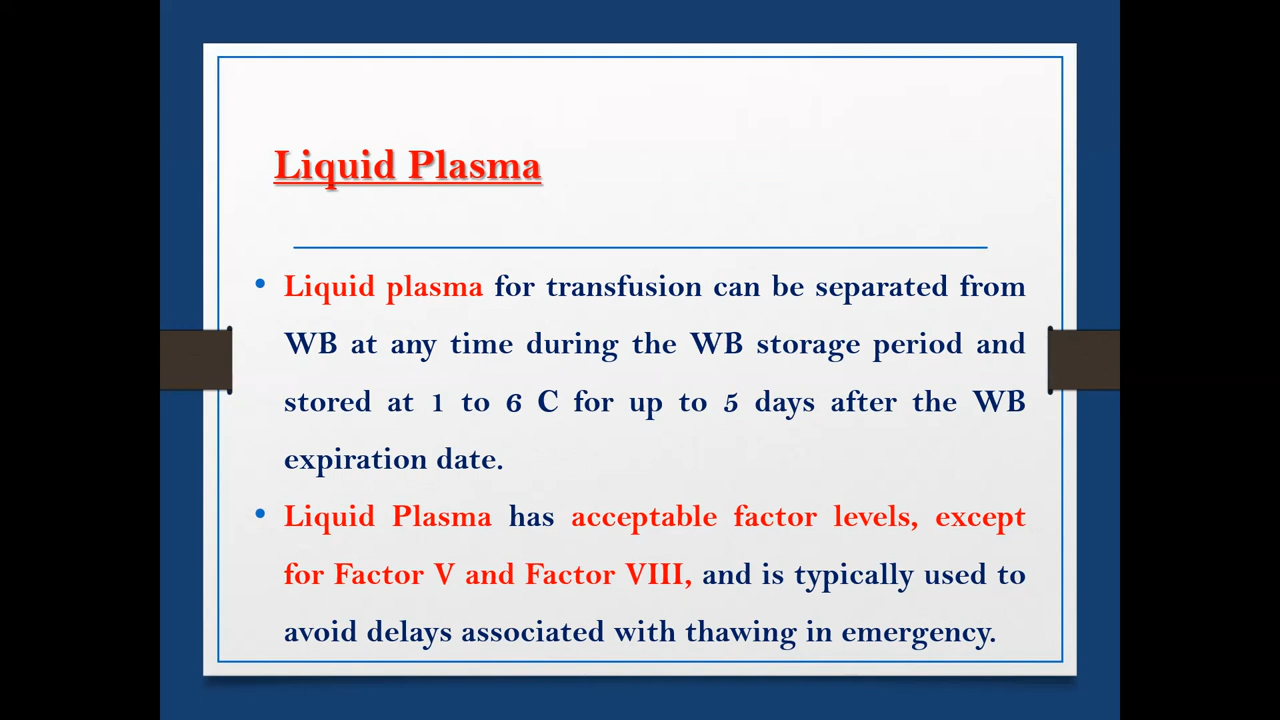 Liquid Plasma
• Liquid plasma for transfusion can be separated from
WB at any time during the WB storage period and
stored at 1 to 6 C for up to 5 days after the WB
expiration date.
• Liquid Plasma has acceptable factor levels, except
for Factor V and Factor VIII, and is typically used to
avoid delays associated with thawing in emergency.